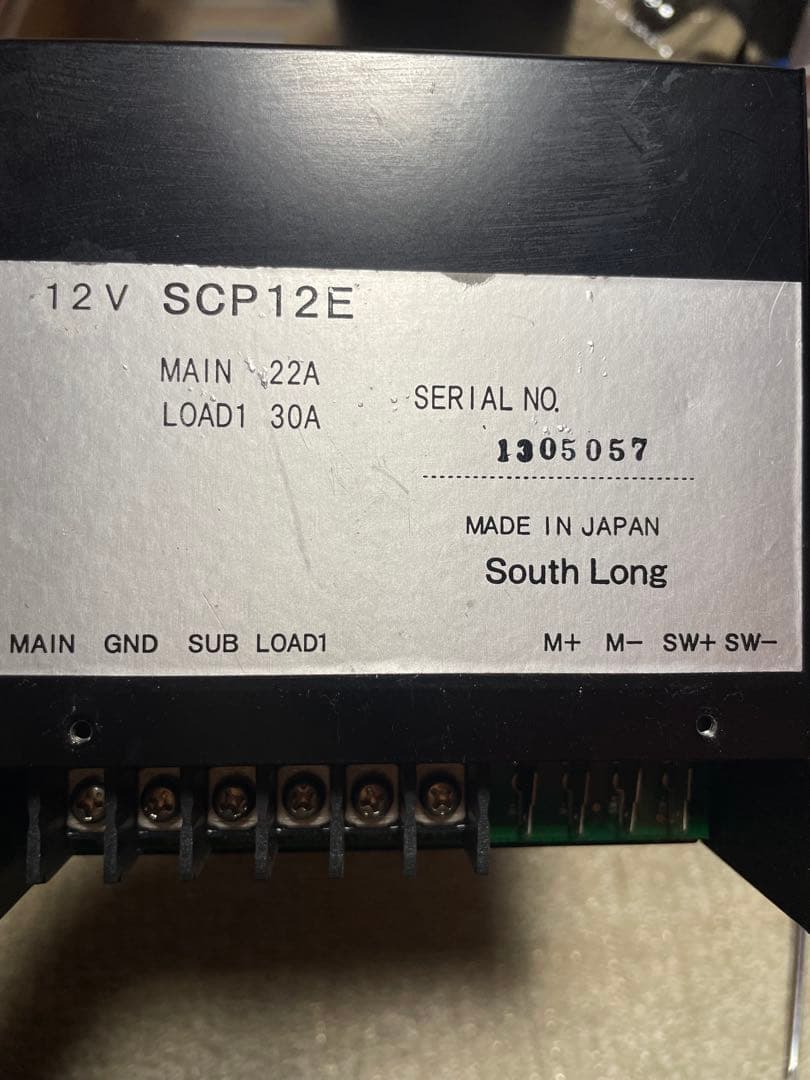 12V SCP12E
MAIN 22A
LOAD1 30A
SERIAL NO.
1305057
MADE IN JAPAN
South Long
MAIN GND SUB LOAD1 M+ M- SW+ SW-